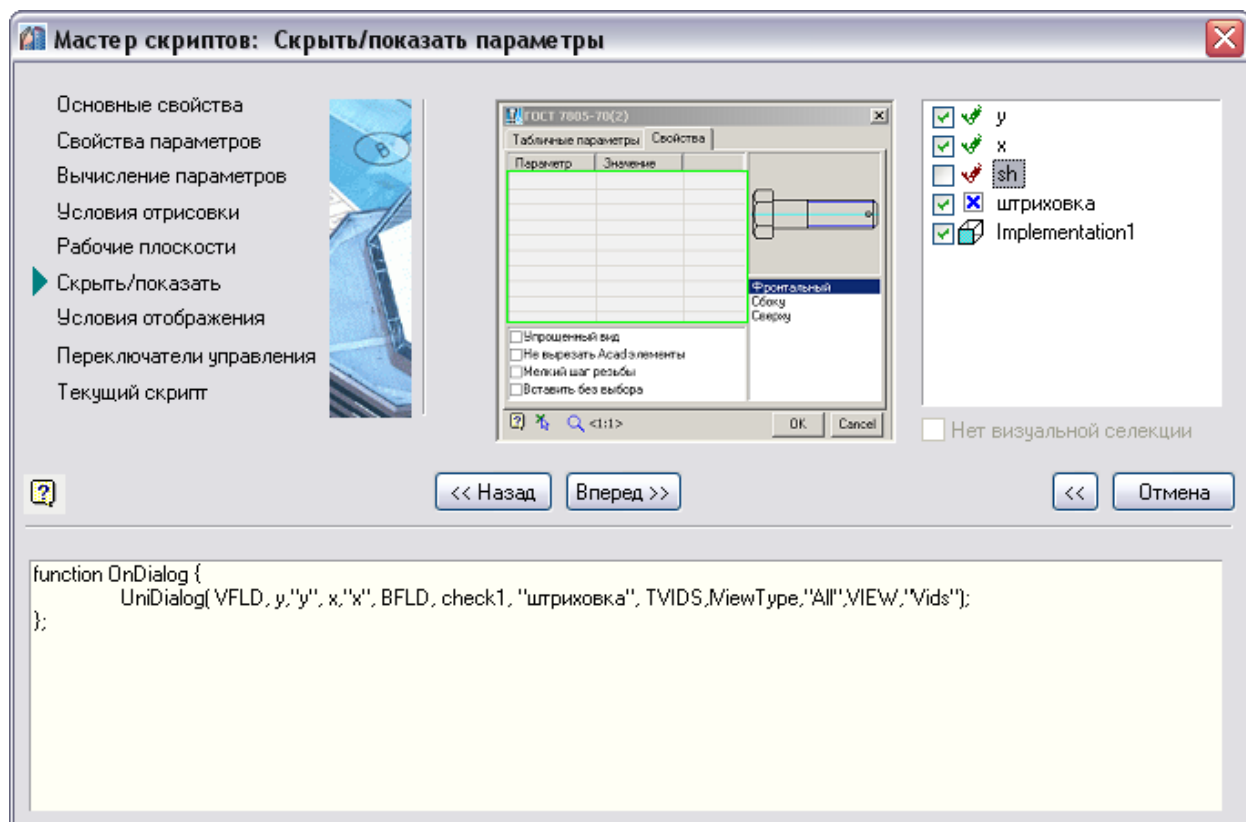 Мастер скриптов: Скрыть/показать параметры
Основные свойства
Свойства параметров
Вычисление параметров
Условия отрисовки
Рабочие плоскости
Скрыть/показать
Условия отображения
Переключатели управления
Текущий скрипт
В
ГОСТ 7805-70(2)
Табличные параметры Свойства
Параметр Значение
Фронтальный
Сбоку
Сверху
Упрошенный вид
Не вырезать Acad элементы
Мелкий шаг резьбы
Вставить без выбора
<1:1> OK Cancel
y
x
sh
штриховка
Implementation1
Нет визуальной селекции
<< Назад Вперед >> << Отмена
function OnDialog {
UniDialog( VFLD, y,"y", x,"x", BFLD, check1, "штриховка", TVIDS,MviewType,"All",VIEW,"Vids");
};